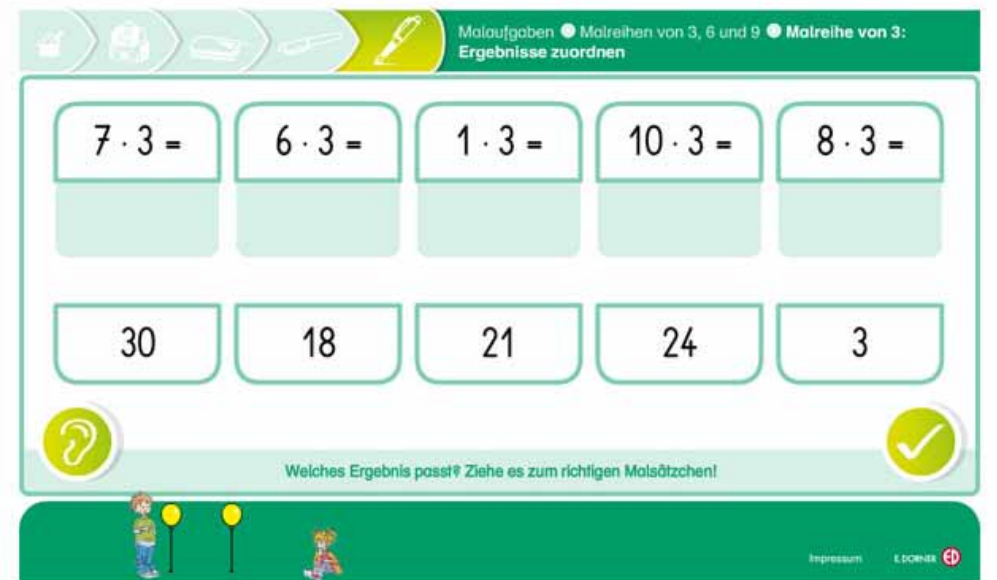 Malaufgaben Malreihen von 3, 6 und 9 Malreihe von 3:
Ergebnisse zuordnen
7 · 3 = 6 · 3 = 1 · 3 = 10 · 3 = 8 · 3 =
30 18 21 24 3
Welches Ergebnis passt? Ziehe es zum richtigen Malsätzchen!
Impressum E. DORNER ED